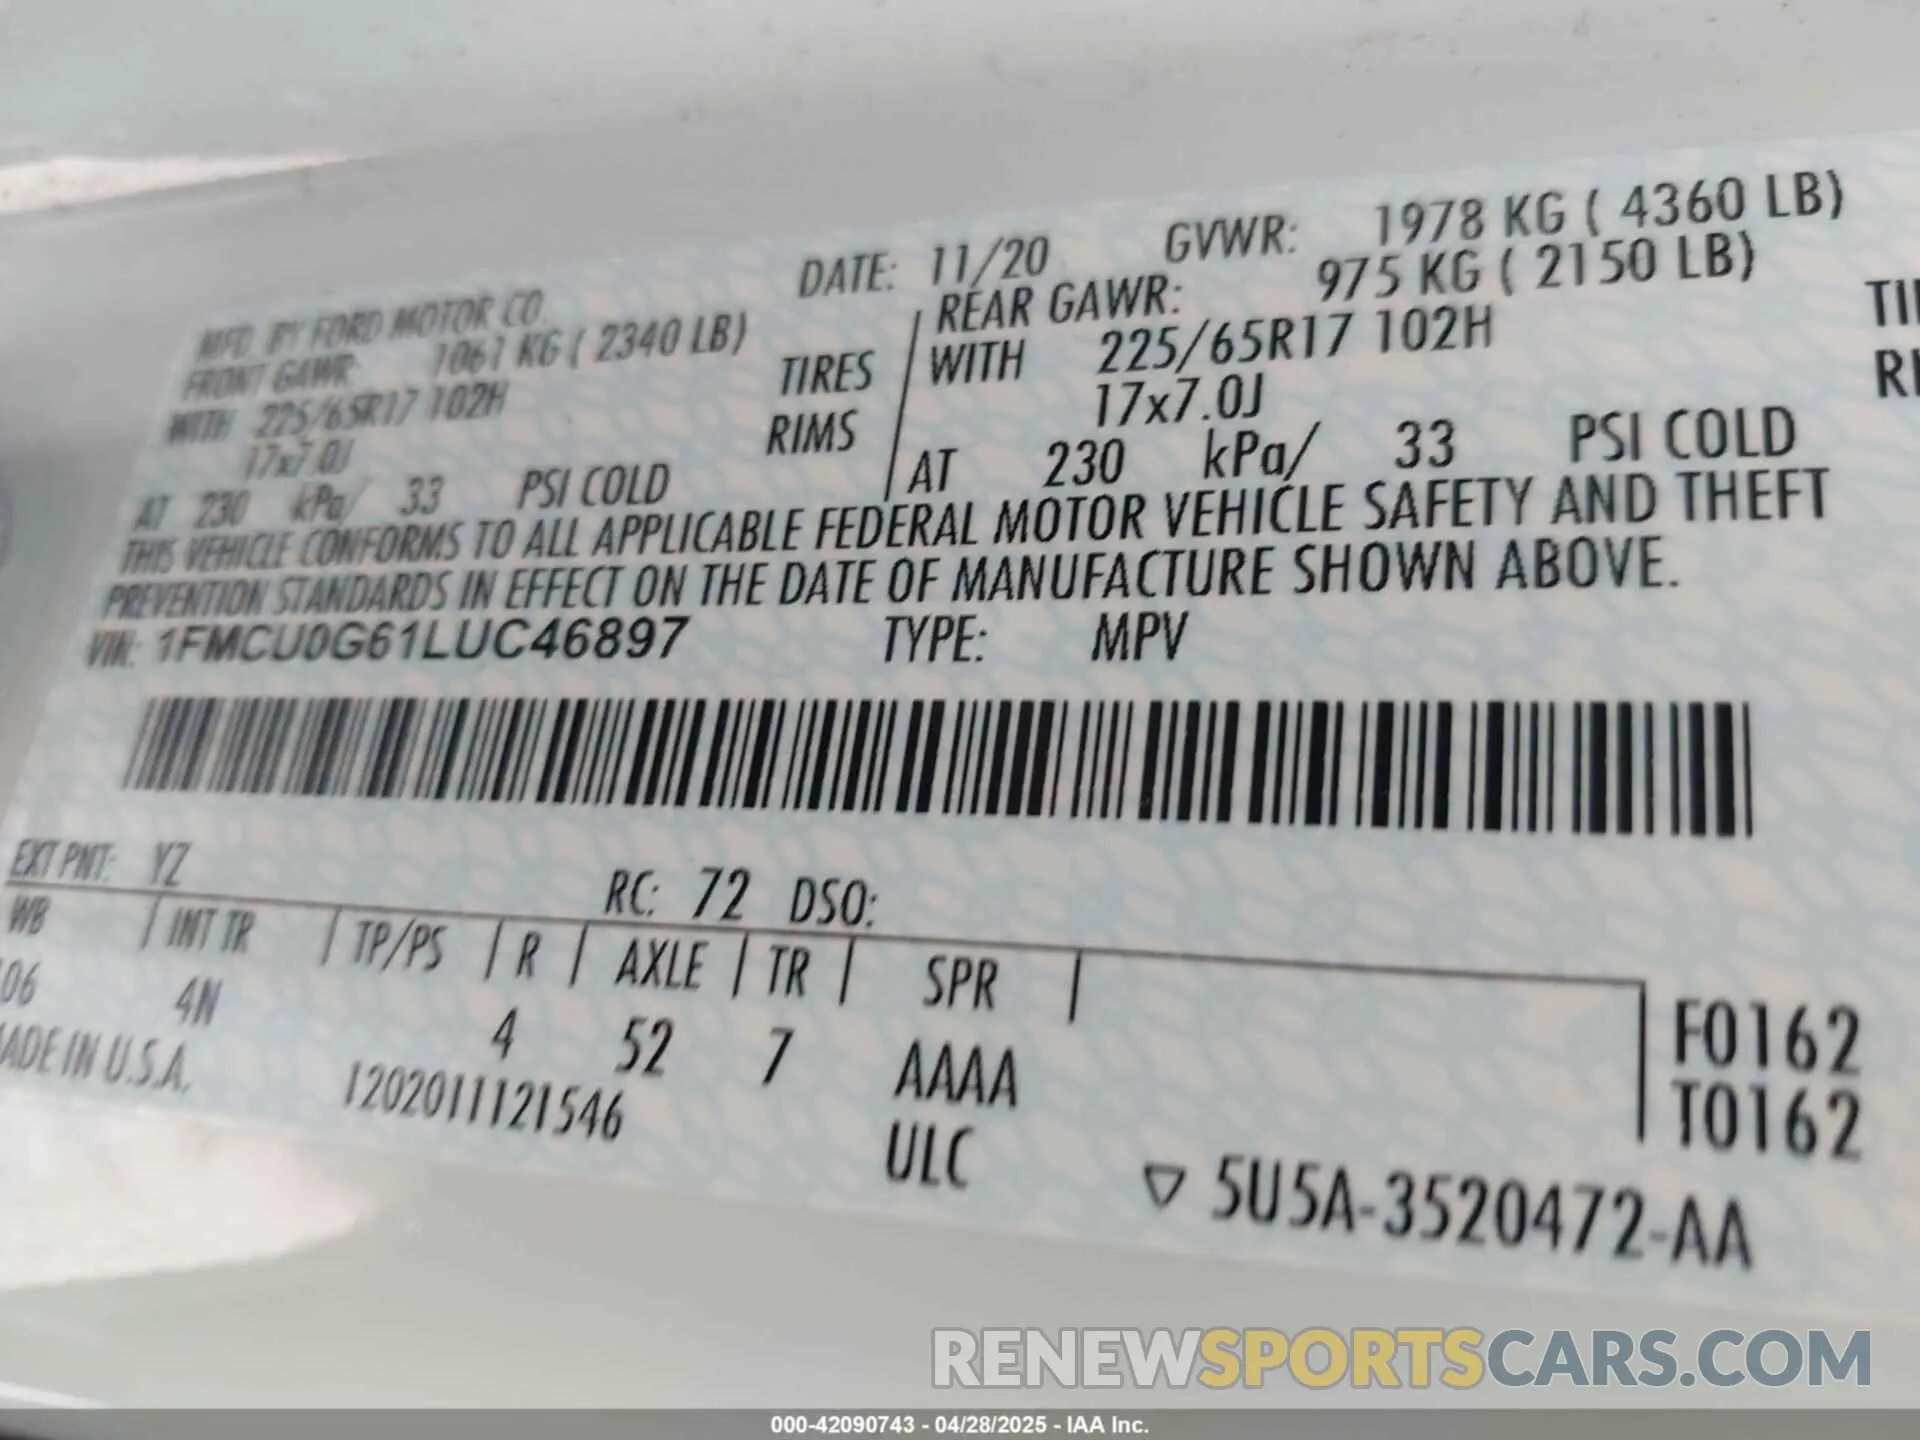 MFD. BY FORD MOTOR CO. DATE: 11/20 GVWR: 1978 KG ( 4360 LB)
FRONT GAWR: 1061 KG ( 2340 LB) REAR GAWR: 975 KG ( 2150 LB)
WITH 225/65R17 102H TIRES WITH 225/65R17 102H TI
17x7.0J RIMS 17x7.0J RI
AT 230 kPa/ 33 PSI COLD AT 230 kPa/ 33 PSI COLD
THIS VEHICLE CONFORMS TO ALL APPLICABLE FEDERAL MOTOR VEHICLE SAFETY AND THEFT
PREVENTION STANDARDS IN EFFECT ON THE DATE OF MANUFACTURE SHOWN ABOVE.
VIN: 1FMCU0G61LUC46897 TYPE: MPV
EXT PNT: YZ RC: 72 DSO:
WB INT TR TP/PS R AXLE TR SPR
06 4N 4 52 7 AAAA F0162
ADE IN U.S.A. 1202011121546 ULC T0162
▽ 5U5A-3520472-AA
RENEWSPORTSCARS.COM
000-42090743 - 04/28/2025 - IAA Inc.